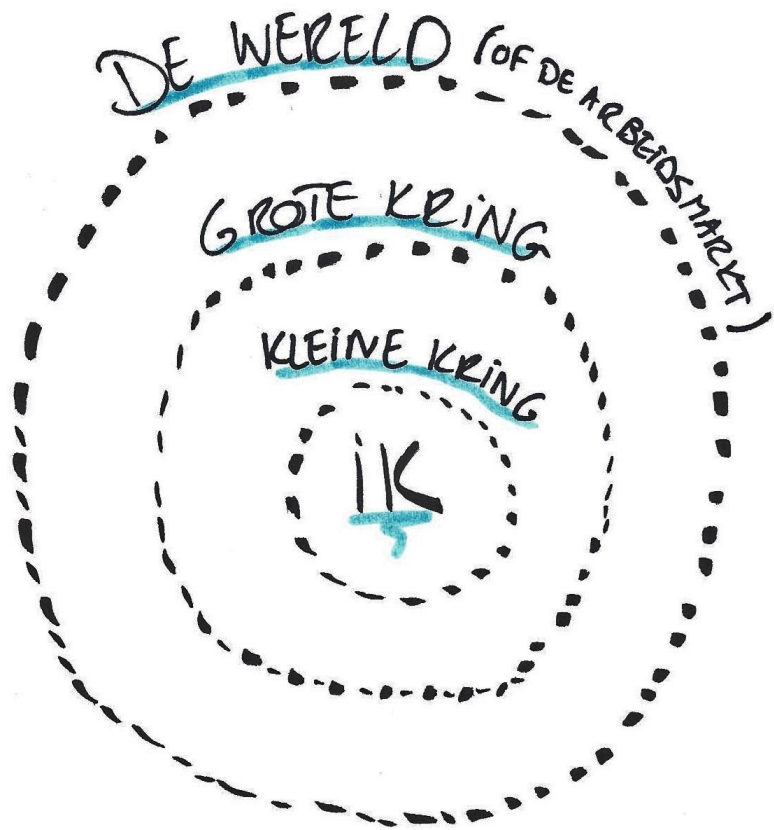 DE WERELD (OF DE ARBEIDSMARKT)
GROTE KRING
KLEINE KRING
IK